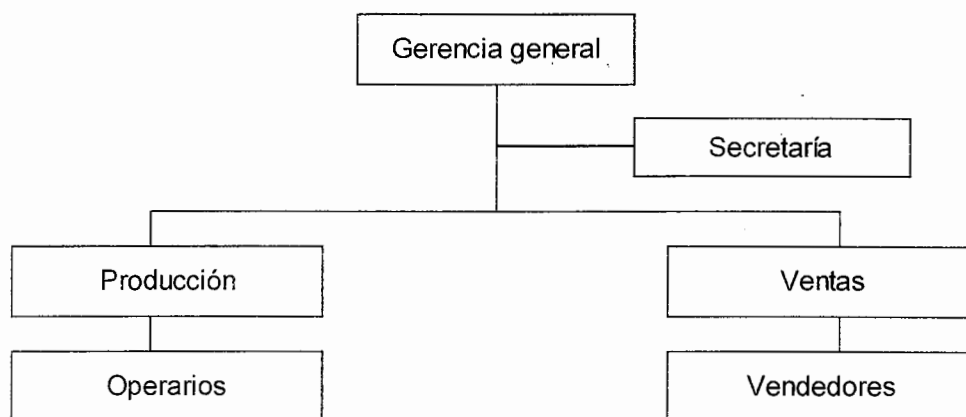 Gerencia general
Secretaría
Producción
Ventas
Operarios
Vendedores